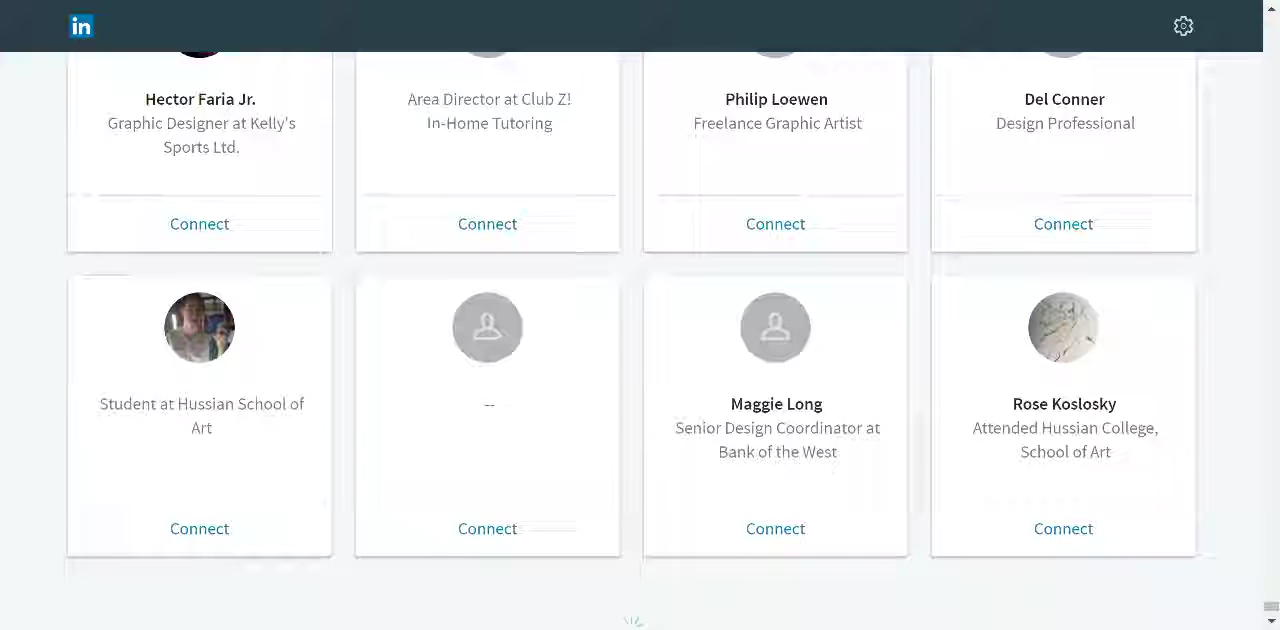 in
Hector Faria Jr.
Graphic Designer at Kelly's
Sports Ltd.
Connect
Area Director at Club Z!
In-Home Tutoring
Connect
Philip Loewen
Freelance Graphic Artist
Connect
Del Conner
Design Professional
Connect
Student at Hussian School of
Art
Connect
--
Connect
Maggie Long
Senior Design Coordinator at
Bank of the West
Connect
Rose Koslosky
Attended Hussian College,
School of Art
Connect